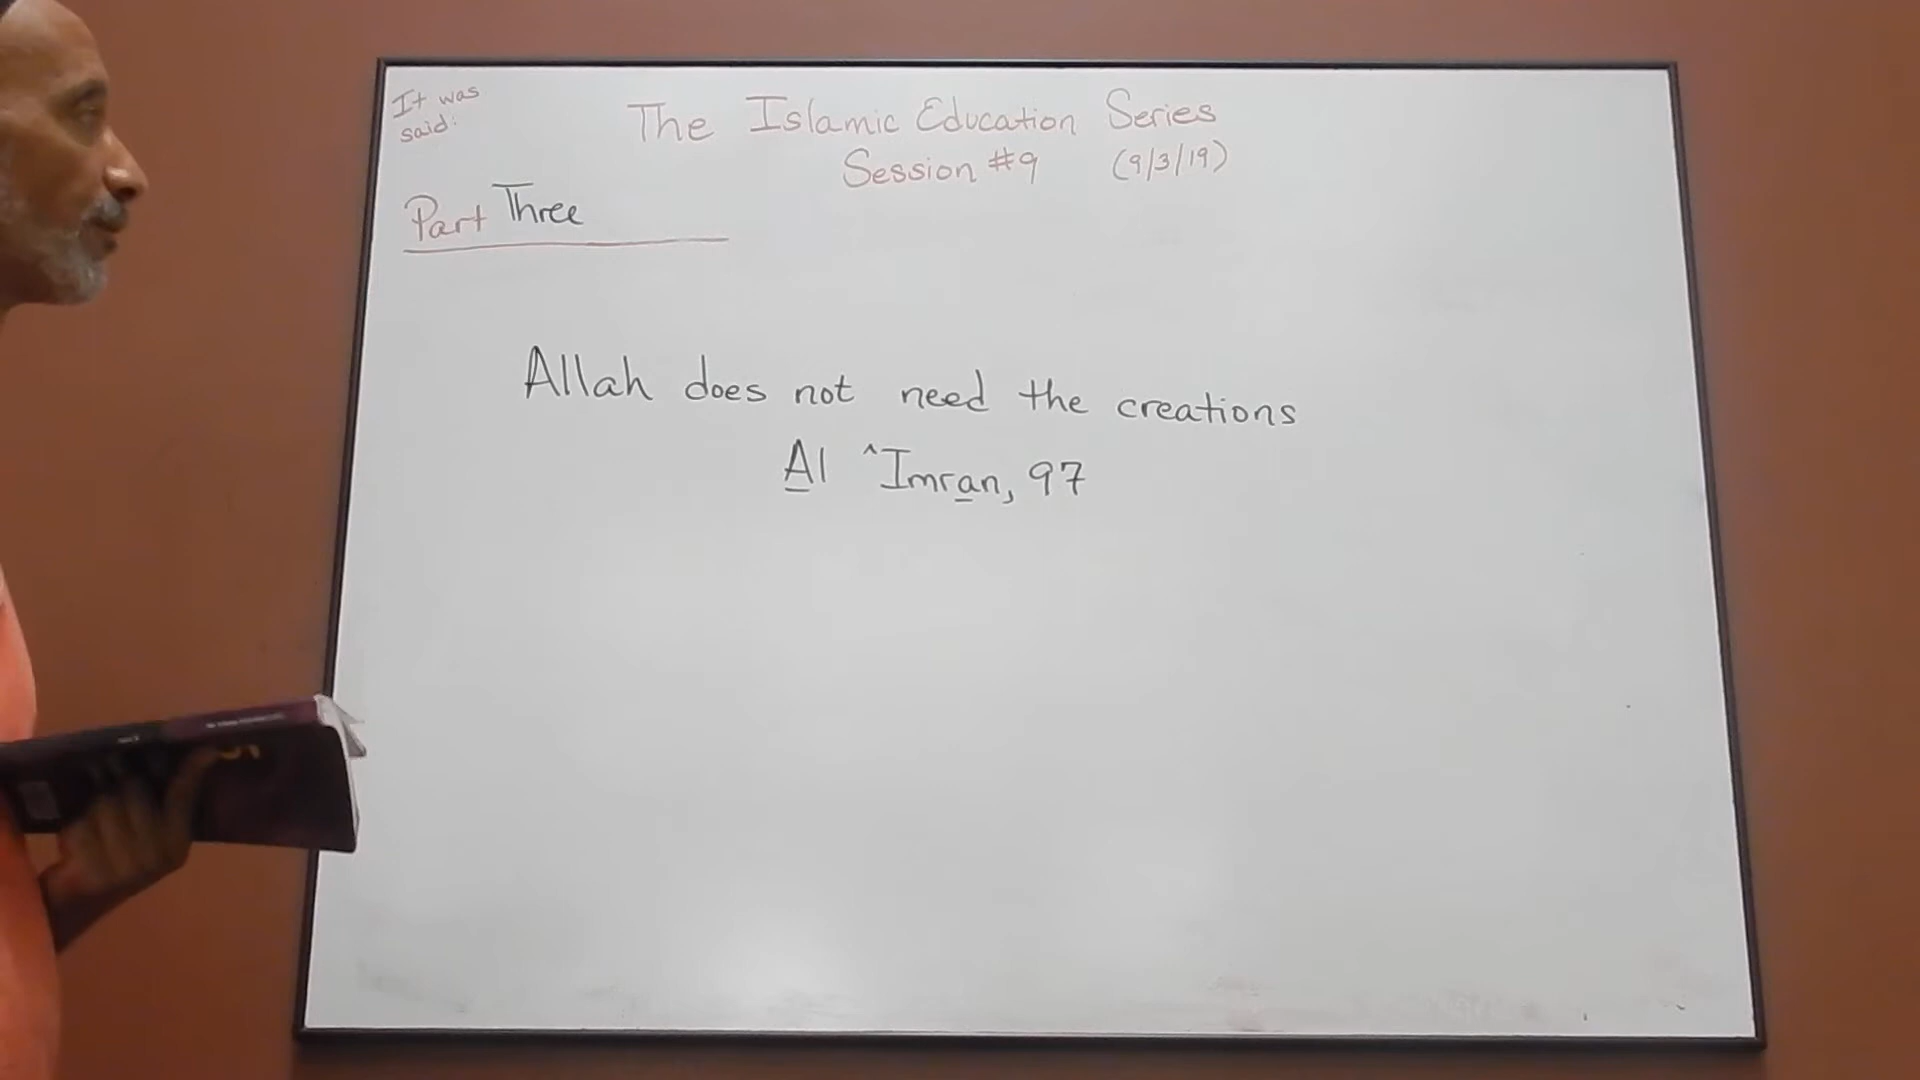 It was
said:
The Islamic Education Series
Session #9 (9/3/19)
Part Three
Allah does not need the creations
Al ^Imran, 97